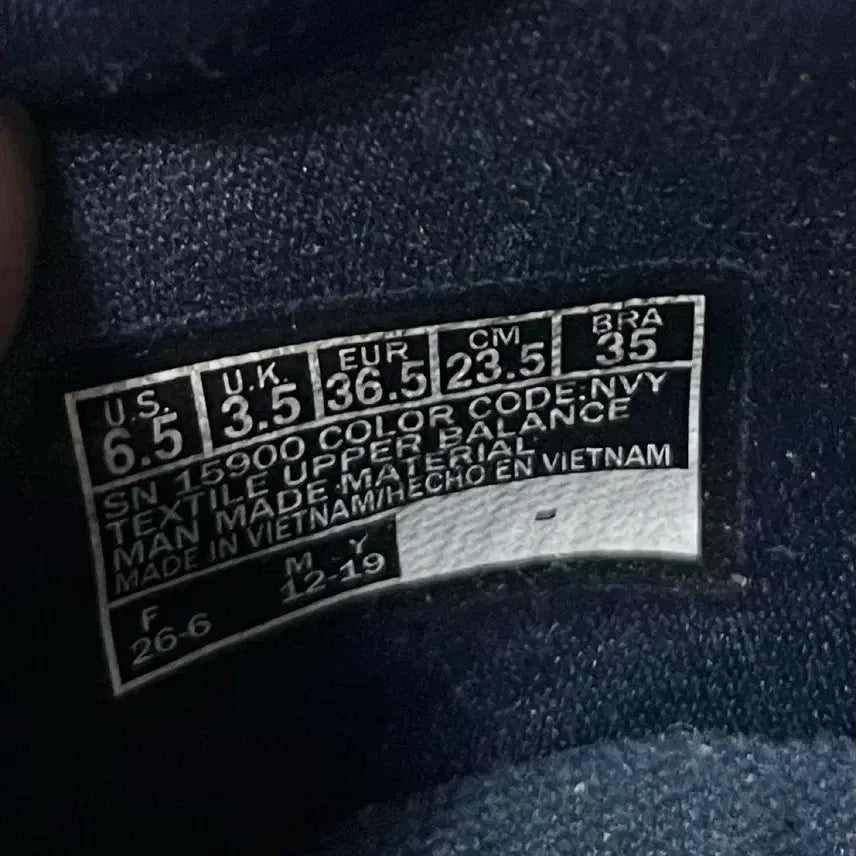 U.S. U.K. EUR CM BRA
6.5 3.5 36.5 23.5 35
SN 15900 COLOR CODE:NVY
TEXTILE UPPER BALANCE
MAN MADE MATERIAL
MADE IN VIETNAM/HECHO EN VIETNAM
F M - Y
26-6 12-19
-